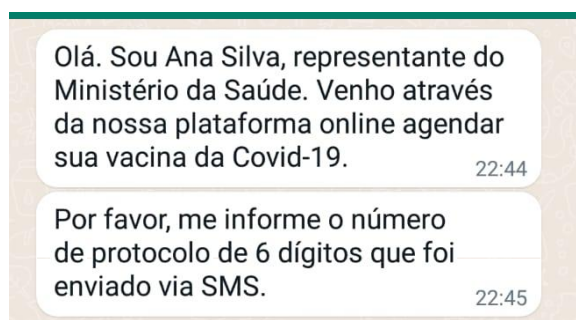 Olá. Sou Ana Silva, representante do
Ministério da Saúde. Venho através
da nossa plataforma online agendar
sua vacina da Covid-19.
22:44
Por favor, me informe o número
de protocolo de 6 dígitos que foi
enviado via SMS.
22:45